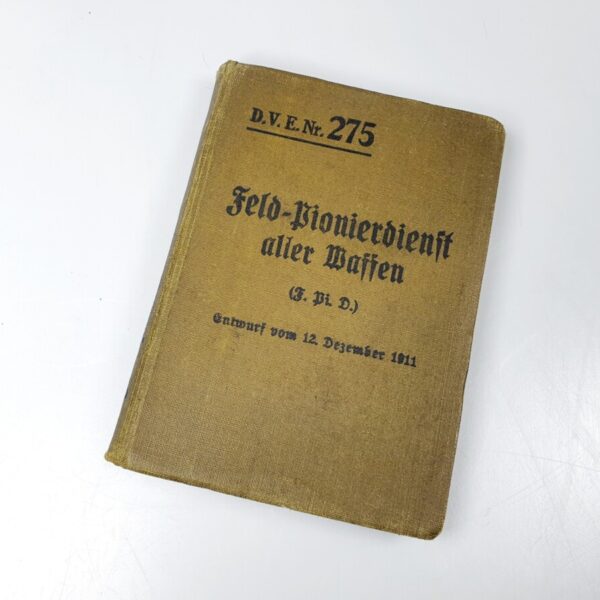 D.V.E. Nr. 275
Feld-Pionierdienst
aller Waffen
(F. Pi. D.)
Entwurf vom 12. Dezember 1911